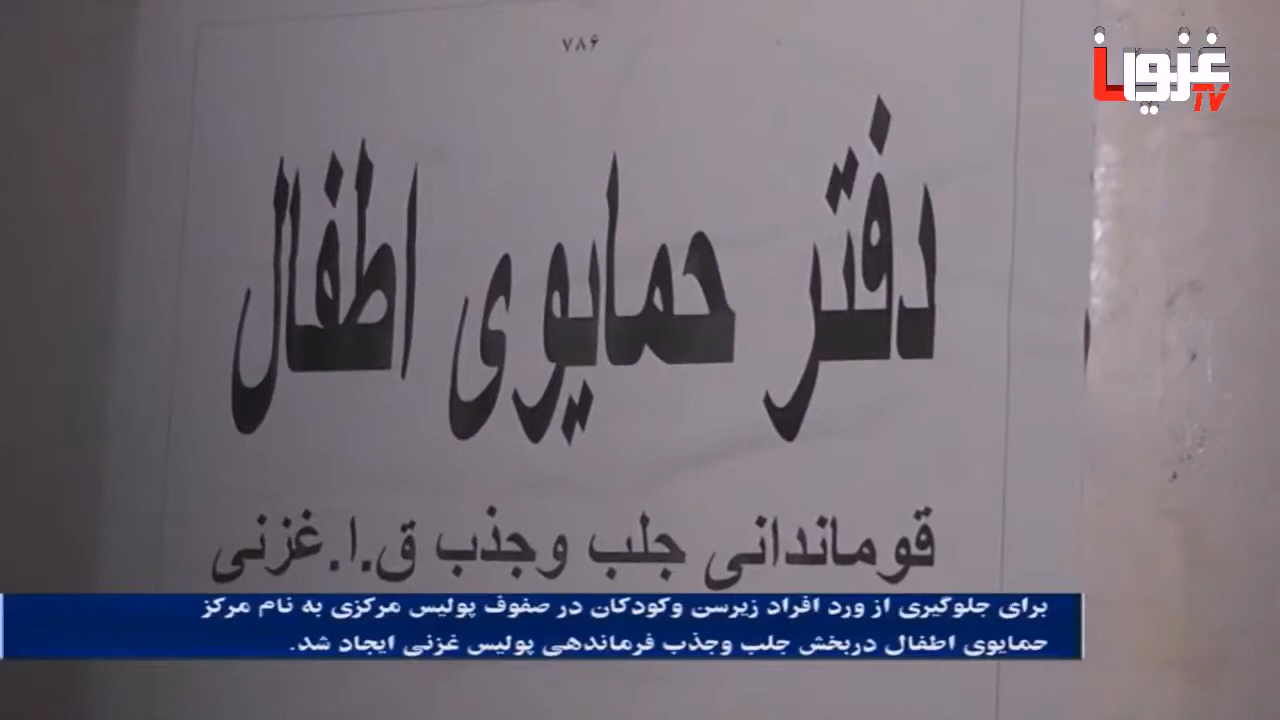 ۷۸۶
غزویان
TV
دفتر حمایوی اطفال
قوماندانی جلب وجذب ق.ا.غزنی
برای جلوگیری از ورد افراد زیرسن وکودکان در صفوف پولیس مرکزی به نام مرکز
حمایوی اطفال دربخش جلب وجذب فرماندهی پولیس غزنی ایجاد شد.